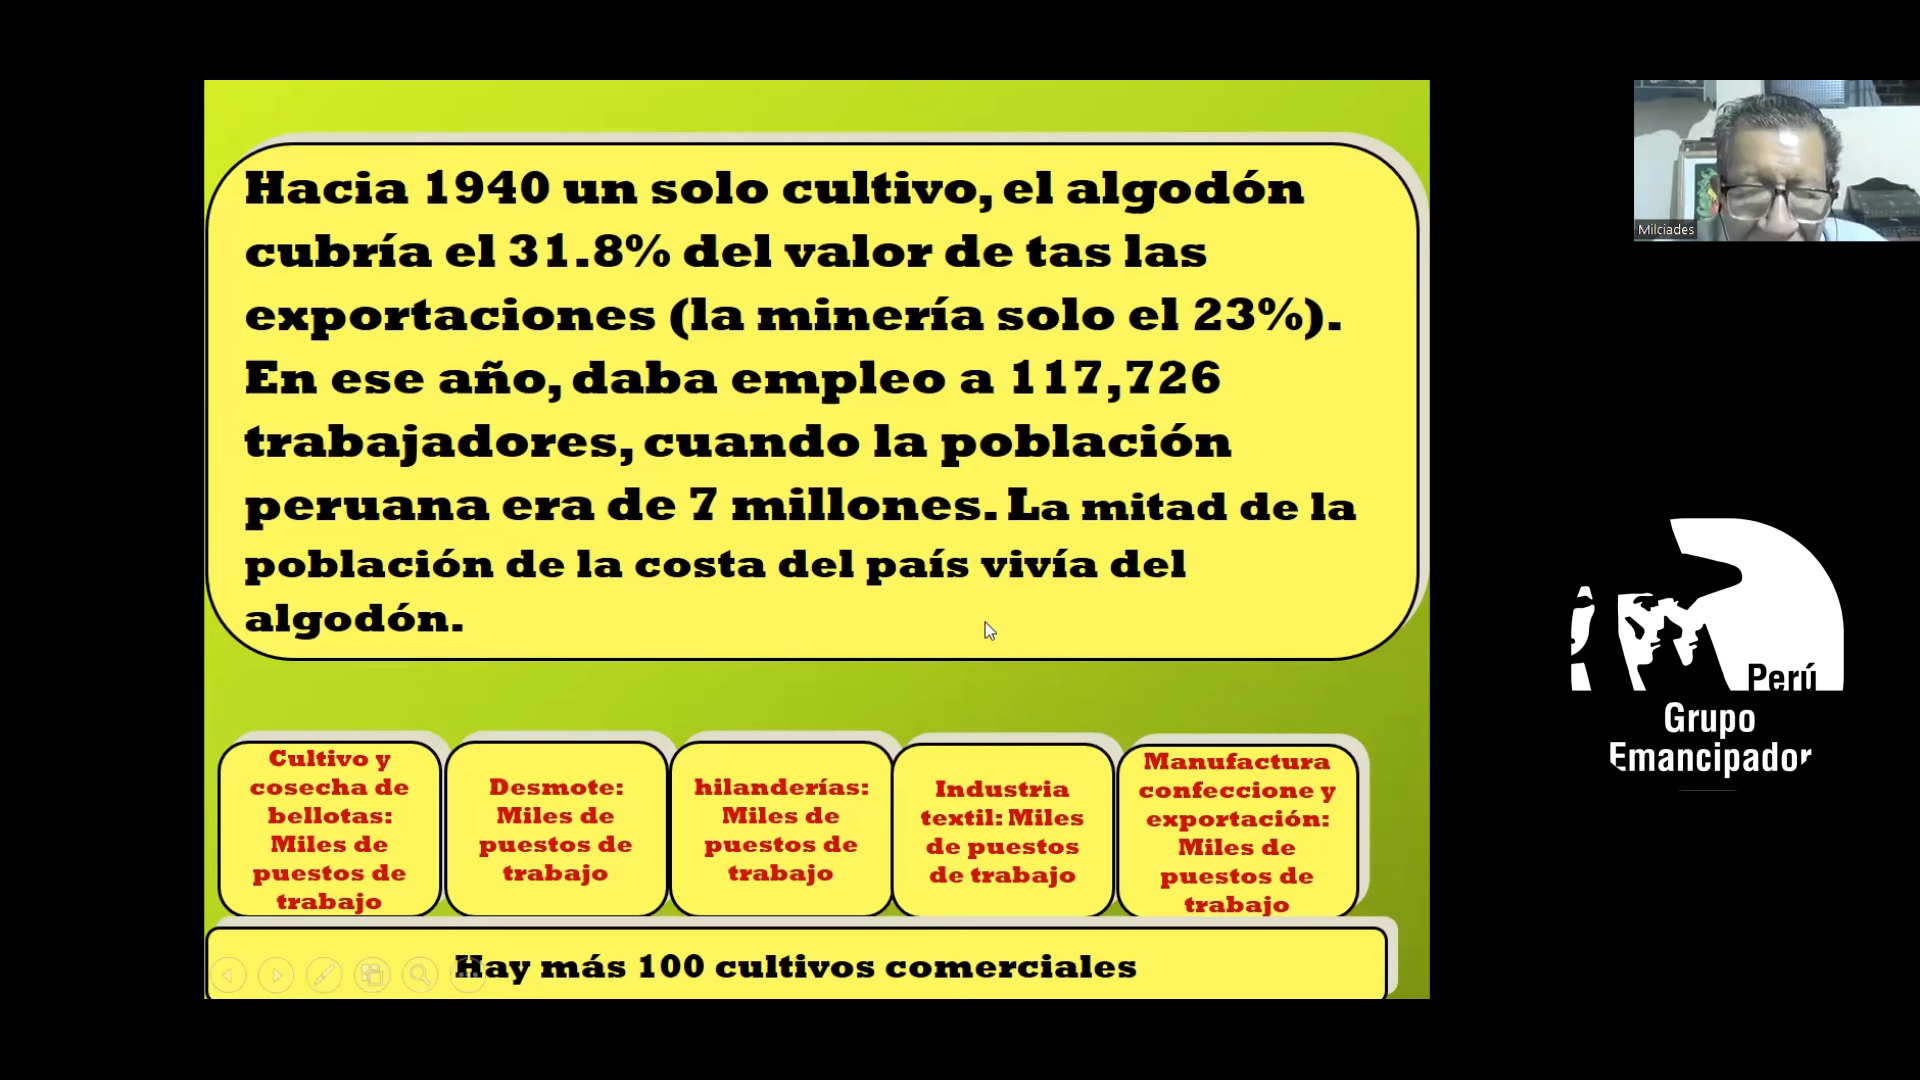 Hacia 1940 un solo cultivo, el algodón
cubría el 31.8% del valor de tas las
exportaciones (la minería solo el 23%).
En ese año, daba empleo a 117,726
trabajadores, cuando la población
peruana era de 7 millones. La mitad de la
población de la costa del país vivía del
algodón.
Cultivo y
cosecha de
bellotas:
Miles de
puestos de
trabajo
Desmote:
Miles de
puestos de
trabajo
hilanderías:
Miles de
puestos de
trabajo
Industria
textil: Miles
de puestos
de trabajo
Manufactura
confeccione y
exportación:
Miles de
puestos de
trabajo
Hay más 100 cultivos comerciales
Milciades
Perú
Grupo
Emancipador